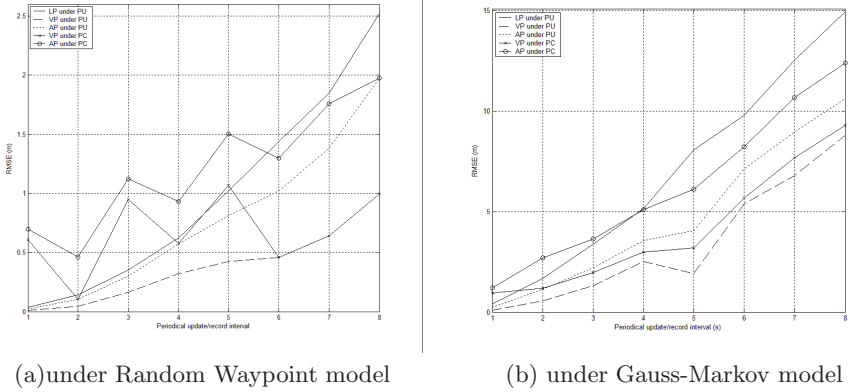 LP under PU
VP under PU
AP under PU
VP under PC
AP under PC
2.5
2
1.5
1
0.5
0
RMSE (m)
1 2 3 4 5 6 7 8
Periodical update/record interval
(a)under Random Waypoint model
LP under PU
VP under PU
AP under PU
VP under PC
AP under PC
15
10
5
0
RMSE (m)
1 2 3 4 5 6 7 8
Periodical update/record interval (s)
(b) under Gauss-Markov model